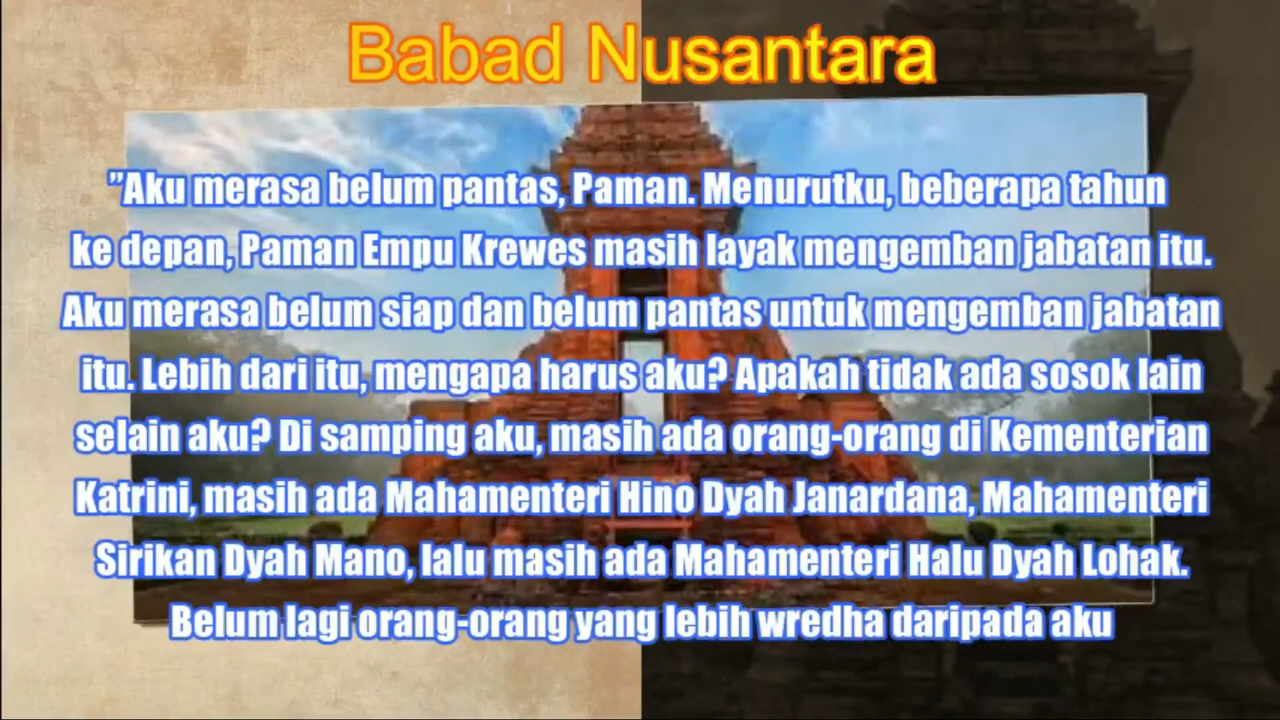 Babad Nusantara
”Aku merasa belum pantas, Paman. Menurutku, beberapa tahun
ke depan, Paman Empu Krewes masih layak mengemban jabatan itu.
Aku merasa belum siap dan belum pantas untuk mengemban jabatan
itu. Lebih dari itu, mengapa harus aku? Apakah tidak ada sosok lain
selain aku? Di samping aku, masih ada orang-orang di Kementerian
Katrini, masih ada Mahamenteri Hino Dyah Janardana, Mahamenteri
Sirikan Dyah Mano, lalu masih ada Mahamenteri Halu Dyah Lohak.
Belum lagi orang-orang yang lebih wredha daripada aku